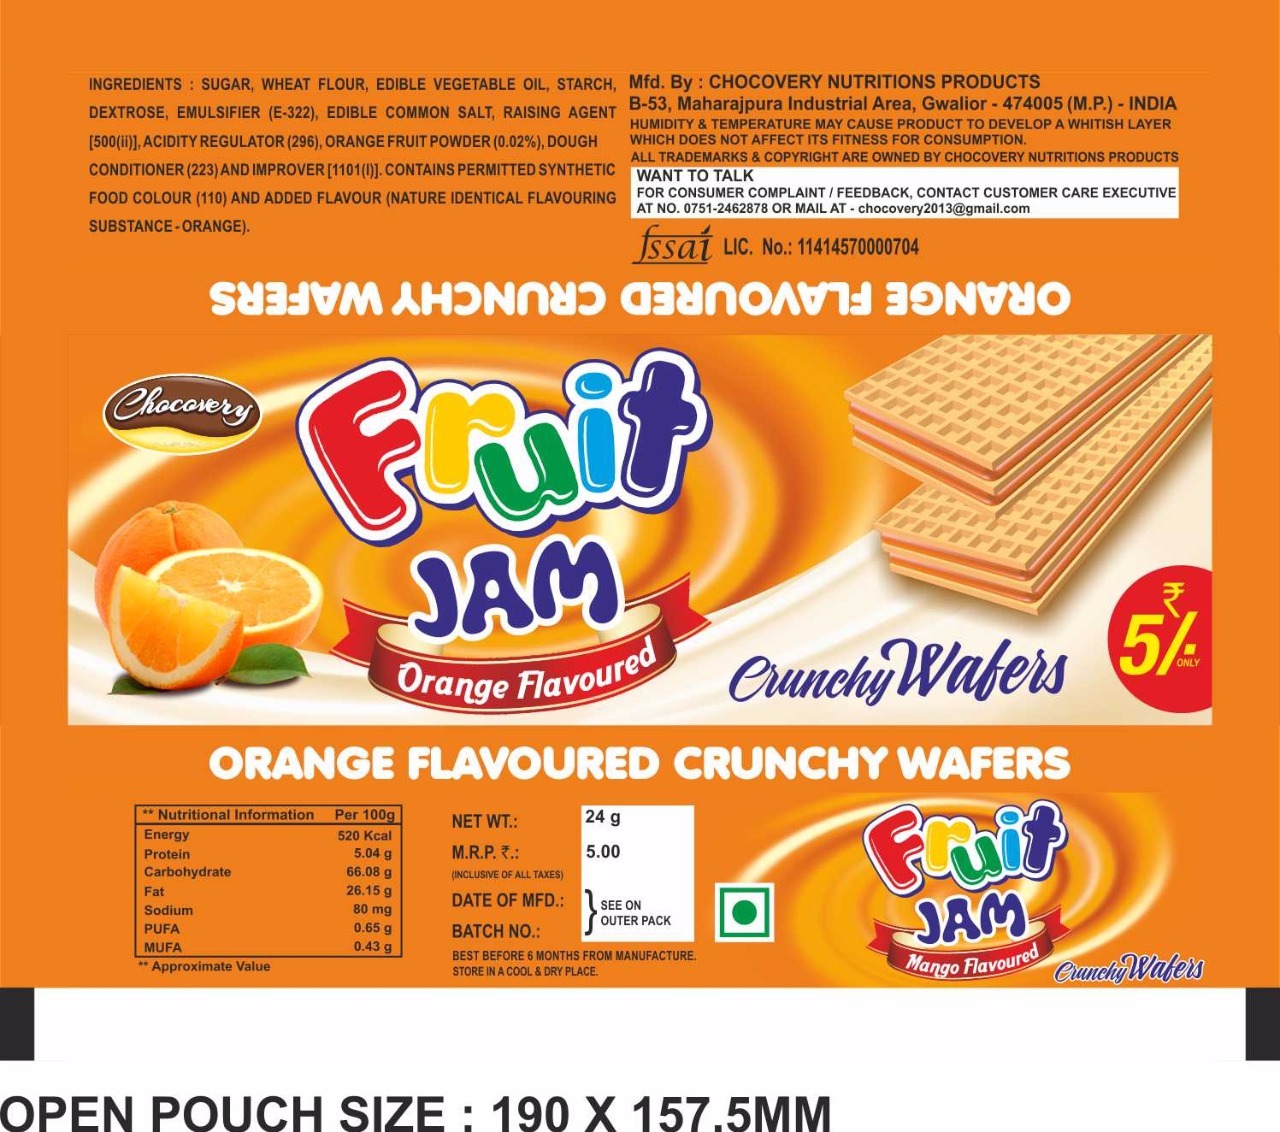 INGREDIENTS : SUGAR, WHEAT FLOUR, EDIBLE VEGETABLE OIL, STARCH,
DEXTROSE, EMULSIFIER (E-322), EDIBLE COMMON SALT, RAISING AGENT
[500(ii)], ACIDITY REGULATOR (296), ORANGE FRUIT POWDER (0.02%), DOUGH
CONDITIONER (223) AND IMPROVER [1101(I)]. CONTAINS PERMITTED SYNTHETIC
FOOD COLOUR (110) AND ADDED FLAVOUR (NATURE IDENTICAL FLAVOURING
SUBSTANCE - ORANGE).
Mfd. By : CHOCOVERY NUTRITIONS PRODUCTS
B-53, Maharajpura Industrial Area, Gwalior - 474005 (M.P.) - INDIA
HUMIDITY & TEMPERATURE MAY CAUSE PRODUCT TO DEVELOP A WHITISH LAYER
WHICH DOES NOT AFFECT ITS FITNESS FOR CONSUMPTION.
ALL TRADEMARKS & COPYRIGHT ARE OWNED BY CHOCOVERY NUTRITIONS PRODUCTS
WANT TO TALK
FOR CONSUMER COMPLAINT / FEEDBACK, CONTACT CUSTOMER CARE EXECUTIVE
AT NO. 0751-2462878 OR MAIL AT - chocovery2013@gmail.com
fssai LIC. No.: 11414570000704
ORANGE FLAVOURED CRUNCHY WAFERS
Chocovery
Fruit
JAM
Orange Flavoured
Crunchy Wafers
₹
5/-
ONLY
ORANGE FLAVOURED CRUNCHY WAFERS
** Nutritional Information Per 100g
Energy 520 Kcal
Protein 5.04 g
Carbohydrate 66.08 g
Fat 26.15 g
Sodium 80 mg
PUFA 0.65 g
MUFA 0.43 g
** Approximate Value
NET WT.: 24 g
M.R.P. ₹.: 5.00
(INCLUSIVE OF ALL TAXES)
DATE OF MFD.:
BATCH NO.:
SEE ON
OUTER PACK
BEST BEFORE 6 MONTHS FROM MANUFACTURE.
STORE IN A COOL & DRY PLACE.
Fruit
JAM
Mango Flavoured
Crunchy Wafers
OPEN POUCH SIZE : 190 X 157.5MM